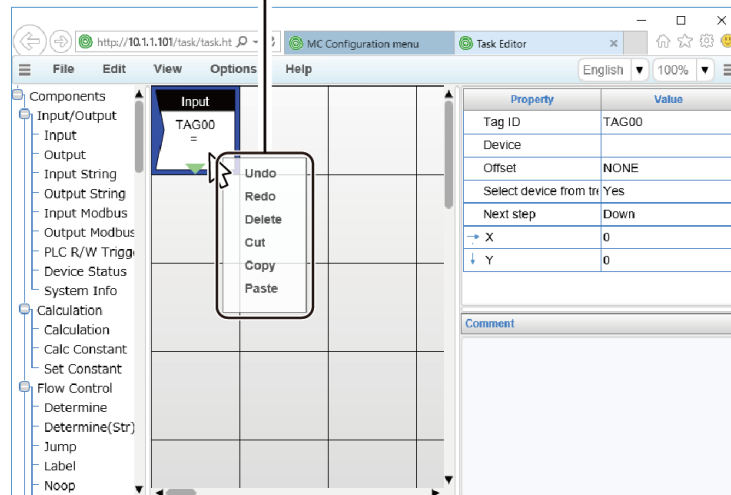 http://10.1.1.101/task/task.ht
MC Configuration menu
Task Editor
File Edit View Options Help
English 100%
Components
Input/Output
Input
Output
Input String
Output String
Input Modbus
Output Modbus
PLC R/W Trigg
Device Status
System Info
Calculation
Calculation
Calc Constant
Set Constant
Flow Control
Determine
Determine(Str)
Jump
Label
Noop
Input
TAG00
=
Undo
Redo
Delete
Cut
Copy
Paste
Property Value
Tag ID TAG00
Device
Offset NONE
Select device from tre Yes
Next step Down
X 0
Y 0
Comment